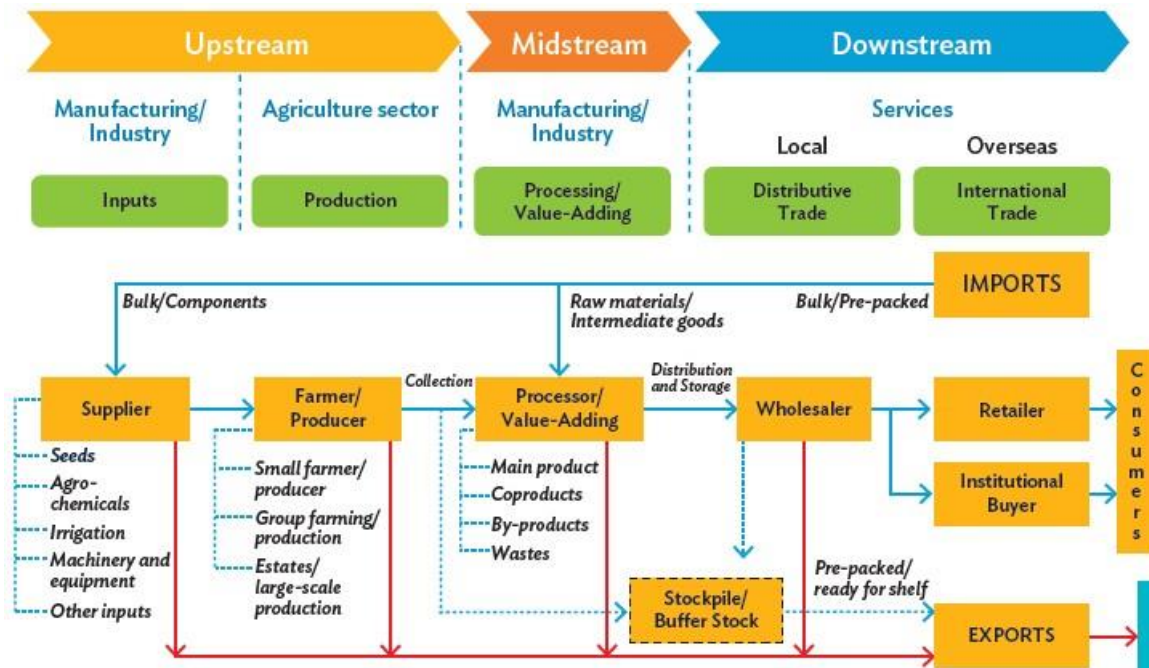 Upstream
Midstream
Downstream
Manufacturing/
Industry
Agriculture sector
Manufacturing/
Industry
Services
Local
Overseas
Inputs
Production
Processing/
Value-Adding
Distributive
Trade
International
Trade
IMPORTS
Bulk/Components
Raw materials/
Intermediate goods
Bulk/Pre-packed
Supplier
Farmer/
Producer
Collection
Processor/
Value-Adding
Distribution
and Storage
Wholesaler
Retailer
Institutional
Buyer
Consumers
Seeds
Agro-
chemicals
Irrigation
Machinery and
equipment
Other inputs
Small farmer/
producer
Group farming/
production
Estates/
large-scale
production
Main product
Coproducts
By-products
Wastes
Stockpile/
Buffer Stock
Pre-packed/
ready for shelf
EXPORTS